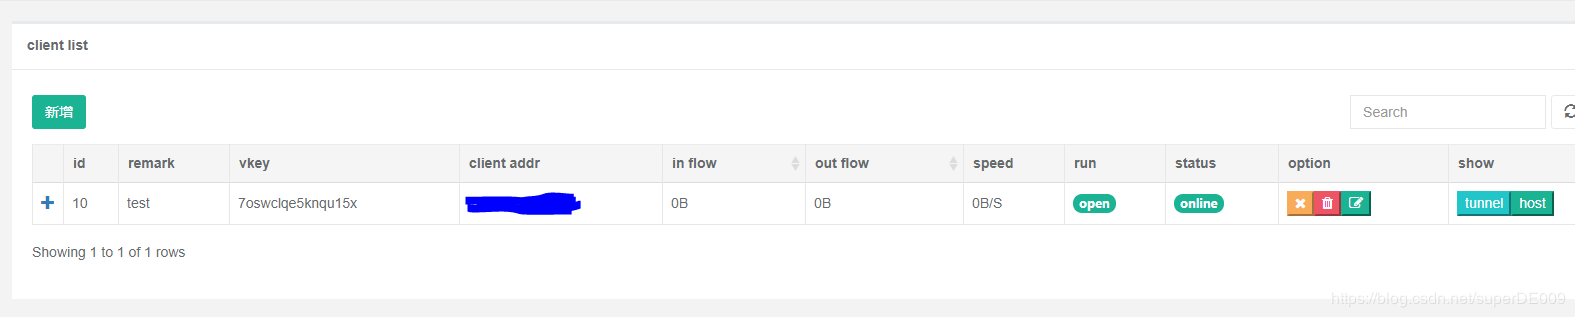 client list
新增
Search
id remark vkey client addr in flow out flow speed run status option show
10 test 7oswclqe5knqu15x 0B 0B 0B/S open online tunnel host
Showing 1 to 1 of 1 rows
https://blog.csdn.net/superDE009